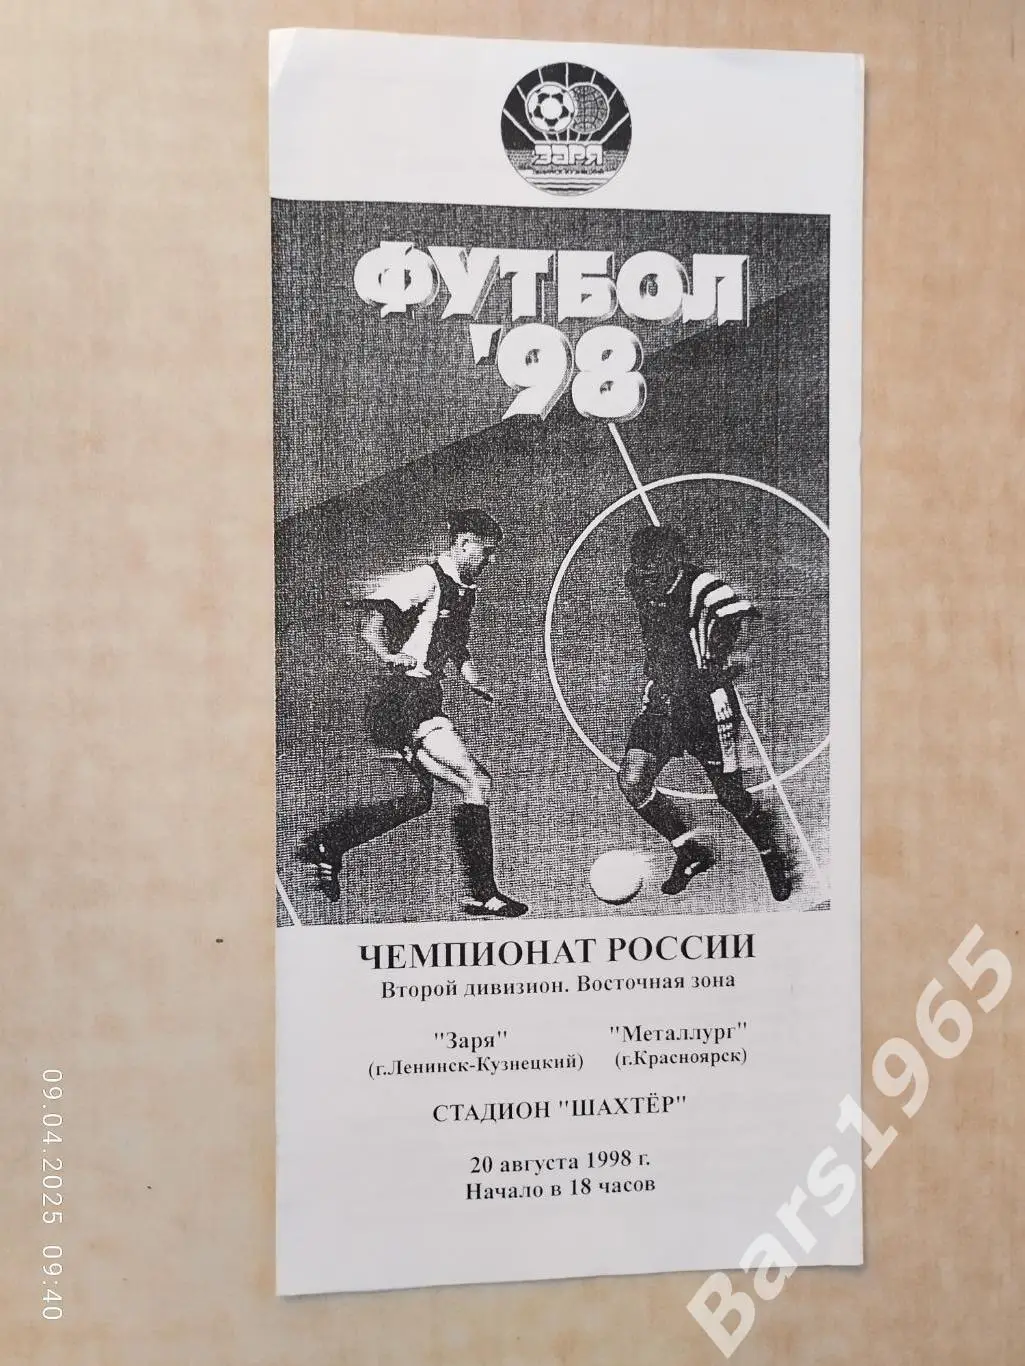 ЗАРЯ
ФУТБОЛ
'98
ЧЕМПИОНАТ РОССИИ
Второй дивизион. Восточная зона
"Заря" "Металлург"
(г.Ленинск-Кузнецкий) (г.Красноярск)
СТАДИОН "ШАХТЁР"
20 августа 1998 г.
Начало в 18 часов
09.04.2025 09:40
Bars1965